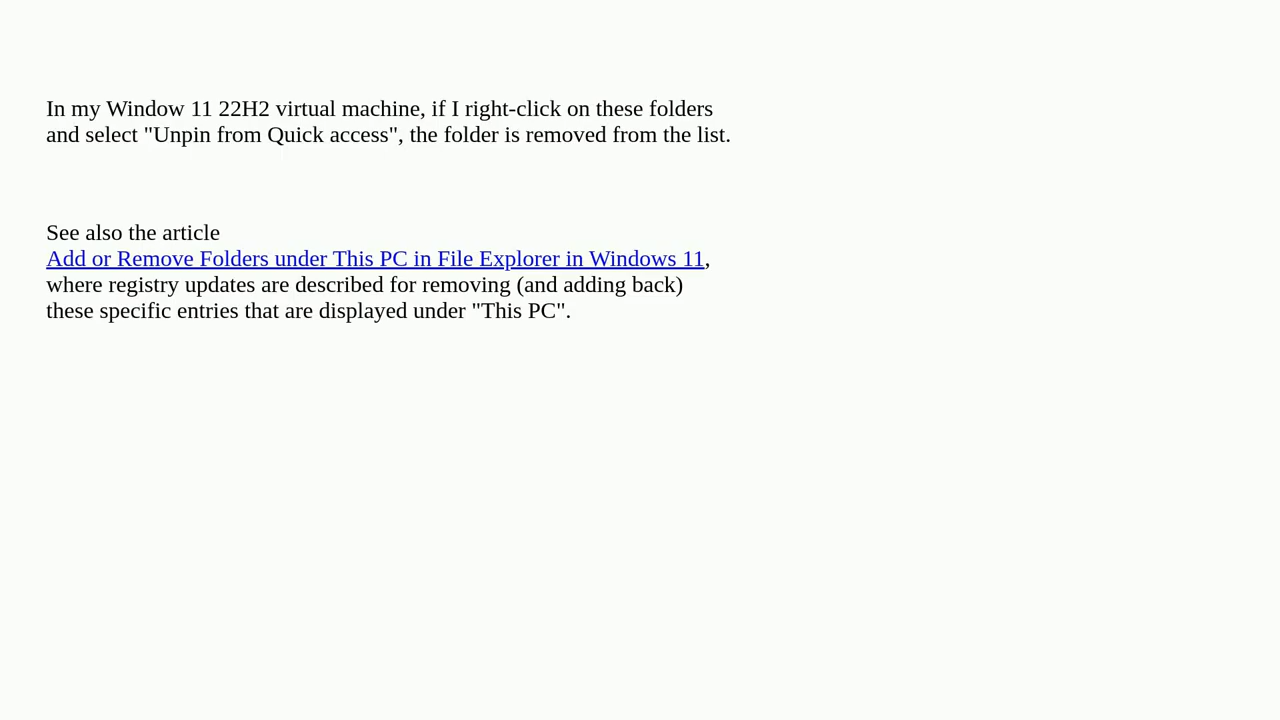 In my Window 11 22H2 virtual machine, if I right-click on these folders
and select "Unpin from Quick access", the folder is removed from the list.
See also the article
Add or Remove Folders under This PC in File Explorer in Windows 11,
where registry updates are described for removing (and adding back)
these specific entries that are displayed under "This PC".